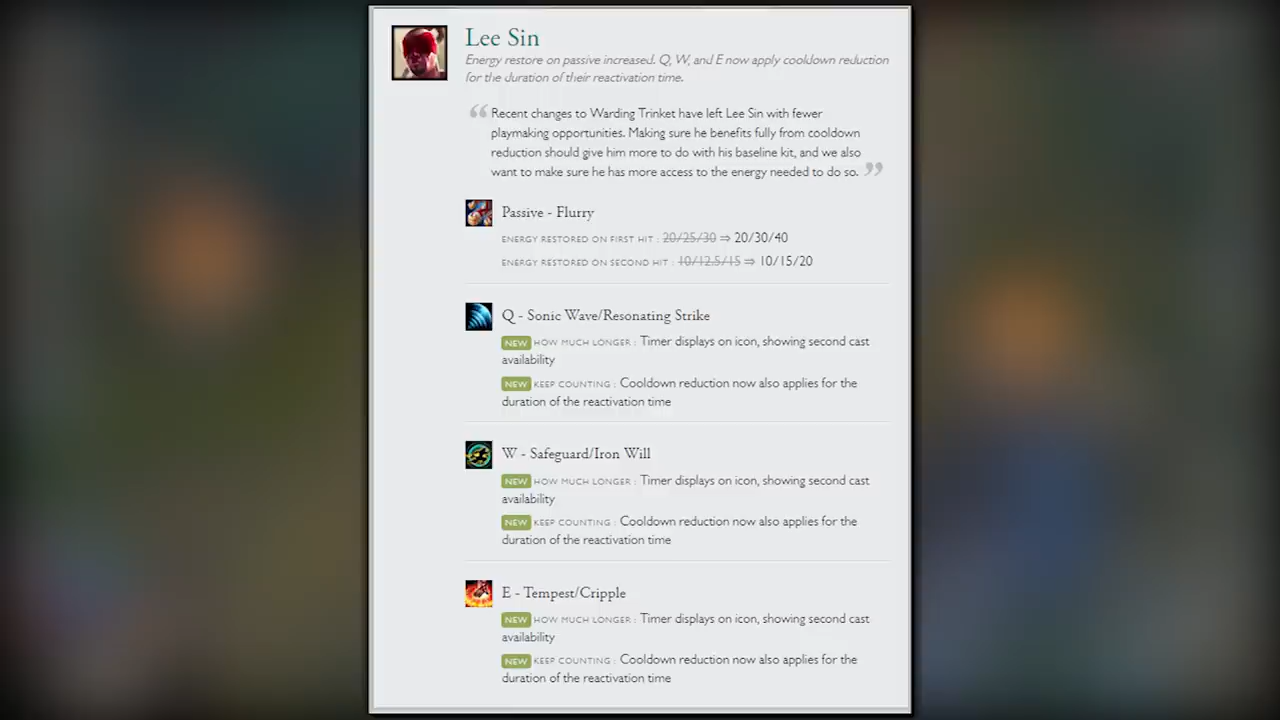 Lee Sin
Energy restore on passive increased. Q, W, and E now apply cooldown reduction
for the duration of their reactivation time.
“ Recent changes to Warding Trinket have left Lee Sin with fewer
playmaking opportunities. Making sure he benefits fully from cooldown
reduction should give him more to do with his baseline kit, and we also
want to make sure he has more access to the energy needed to do so. ”
Passive - Flurry
ENERGY RESTORED ON FIRST HIT : 20/25/30 ⇒ 20/30/40
ENERGY RESTORED ON SECOND HIT : 10/12.5/15 ⇒ 10/15/20
Q - Sonic Wave/Resonating Strike
NEW HOW MUCH LONGER : Timer displays on icon, showing second cast
availability
NEW KEEP COUNTING : Cooldown reduction now also applies for the
duration of the reactivation time
W - Safeguard/Iron Will
NEW HOW MUCH LONGER : Timer displays on icon, showing second cast
availability
NEW KEEP COUNTING : Cooldown reduction now also applies for the
duration of the reactivation time
E - Tempest/Cripple
NEW HOW MUCH LONGER : Timer displays on icon, showing second cast
availability
NEW KEEP COUNTING : Cooldown reduction now also applies for the
duration of the reactivation time